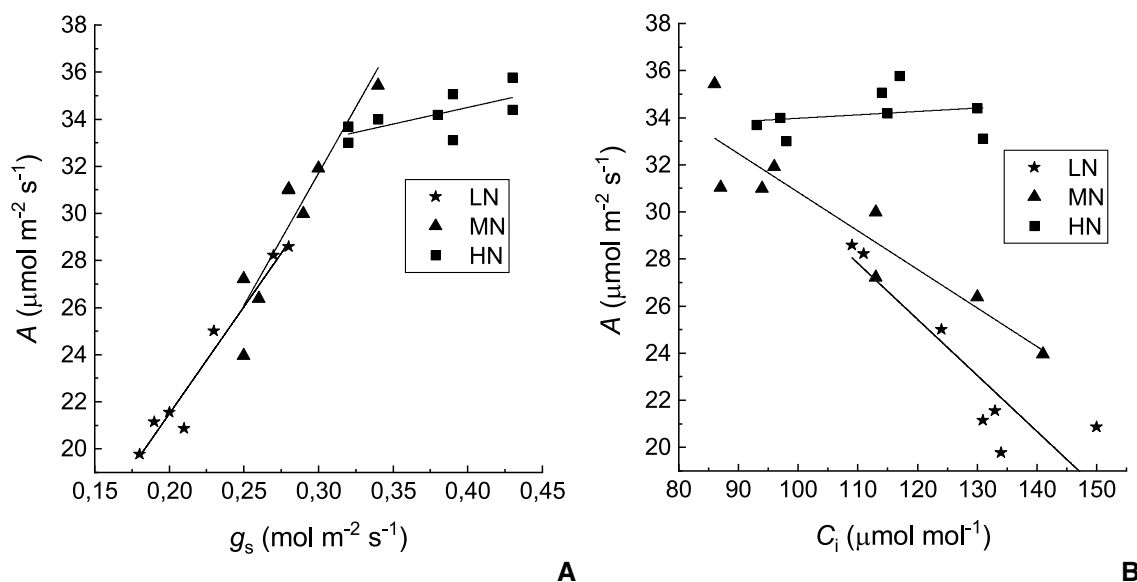 38
36
34
32
30
28
26
24
22
20
A (μmol m⁻² s⁻¹)
LN
MN
HN
0,15 0,20 0,25 0,30 0,35 0,40 0,45
gₛ (mol m⁻² s⁻¹)
A
38
36
34
32
30
28
26
24
22
20
A (μmol m⁻² s⁻¹)
LN
MN
HN
80 90 100 110 120 130 140 150
Cᵢ (μmol mol⁻¹)
B